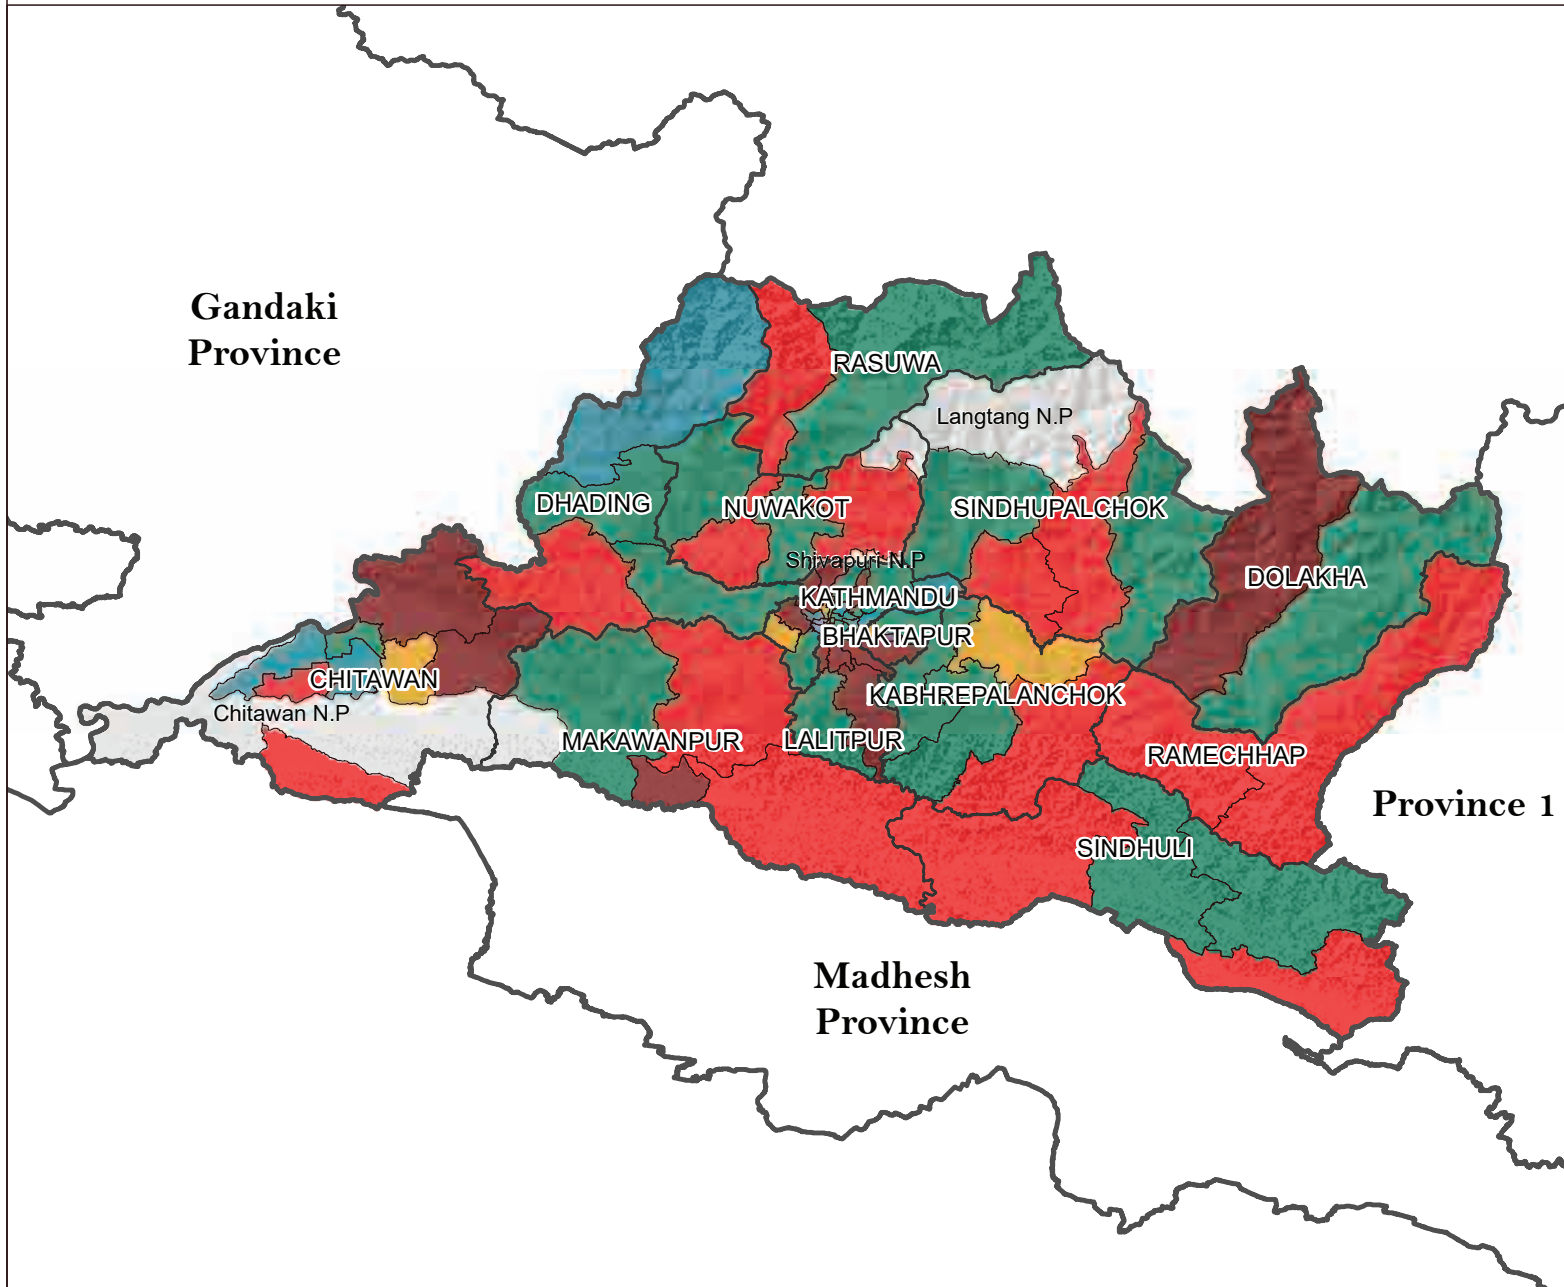 Gandaki
Province
RASUWA
Langtang N.P
DHADING
NUWAKOT
SINDHUPALCHOK
Shivapuri N.P
DOLAKHA
KATHMANDU
BHAKTAPUR
CHITAWAN
KABHREPALANCHOK
Chitawan N.P
MAKAWANPUR
LALITPUR
RAMECHHAP
Province 1
SINDHULI
Madhesh
Province